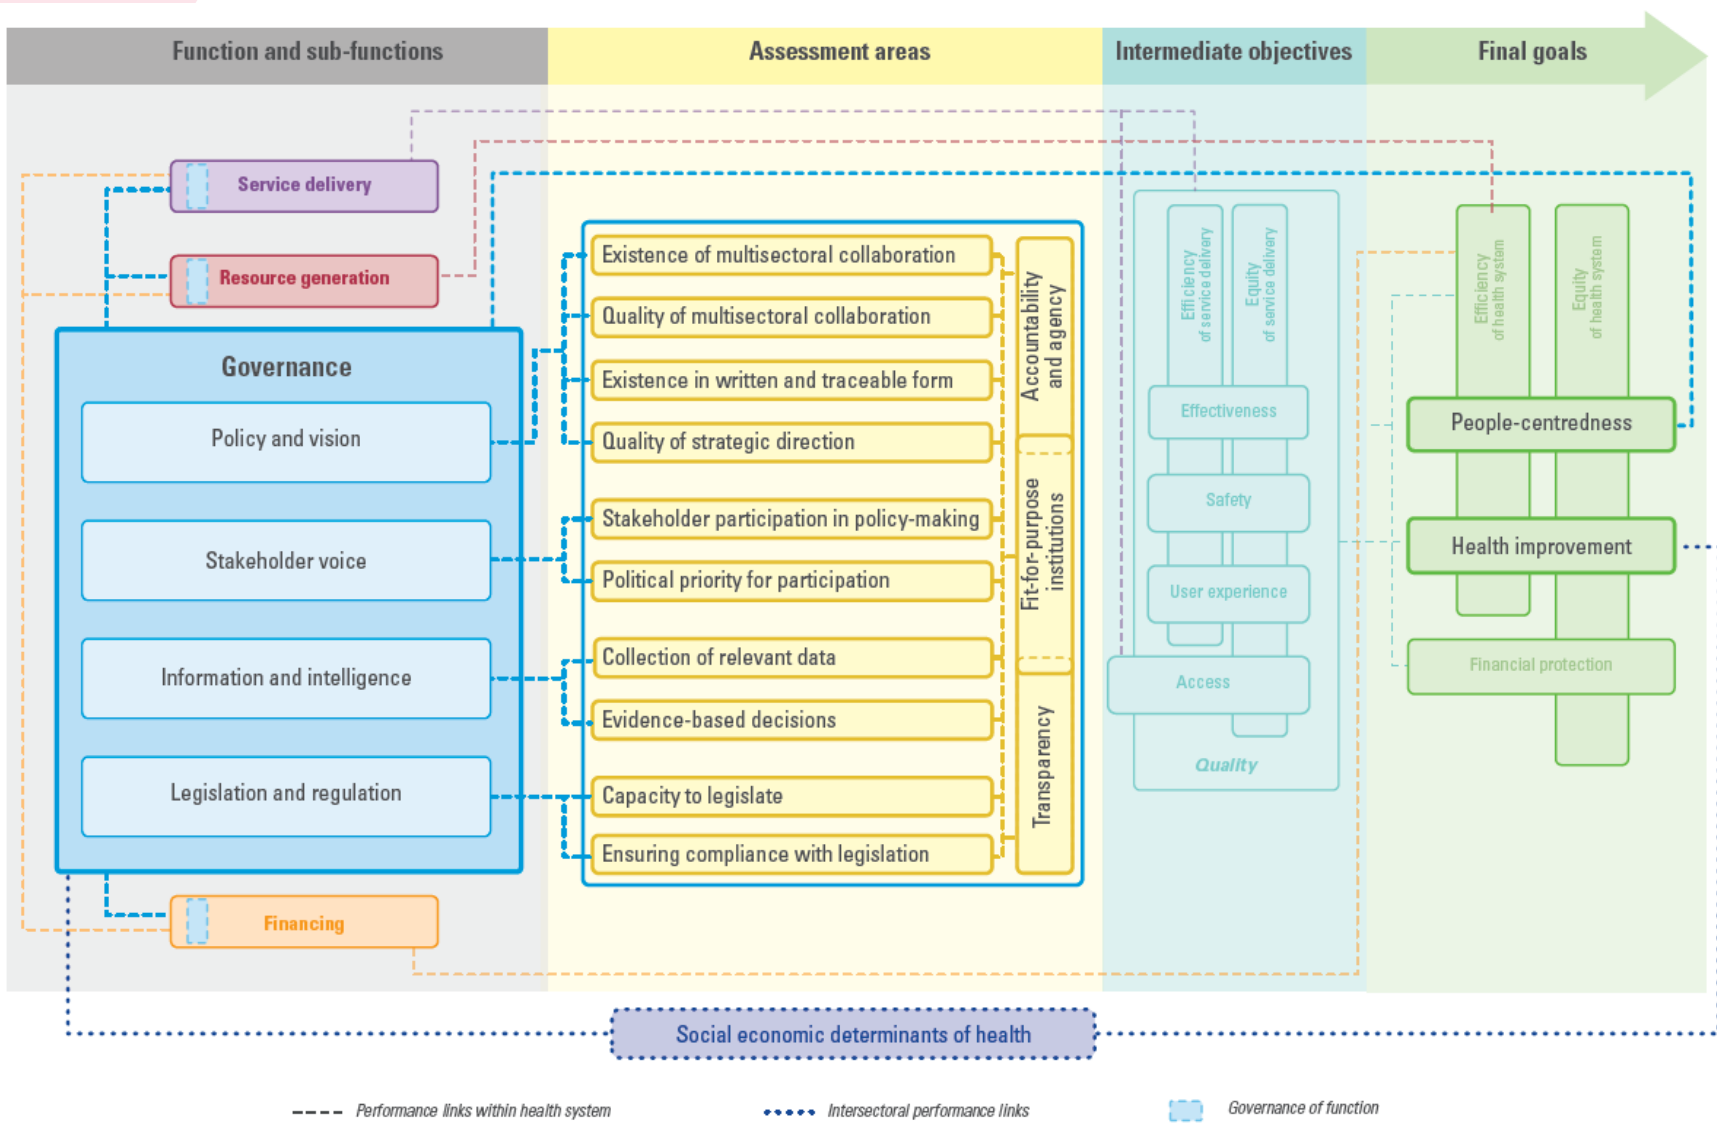 Function and sub-functions
Assessment areas
Intermediate objectives
Final goals
Service delivery
Resource generation
Governance
Policy and vision
Stakeholder voice
Information and intelligence
Legislation and regulation
Financing
Existence of multisectoral collaboration
Quality of multisectoral collaboration
Existence in written and traceable form
Quality of strategic direction
Stakeholder participation in policy-making
Political priority for participation
Collection of relevant data
Evidence-based decisions
Capacity to legislate
Ensuring compliance with legislation
Accountability
and agency
Fit-for-purpose
institutions
Transparency
Efficiency
of service delivery
Equity
of service delivery
Effectiveness
Safety
User experience
Access
Quality
Efficiency
of health system
Equity
of health system
People-centredness
Health improvement
Financial protection
Social economic determinants of health
Performance links within health system
Intersectoral performance links
Governance of function